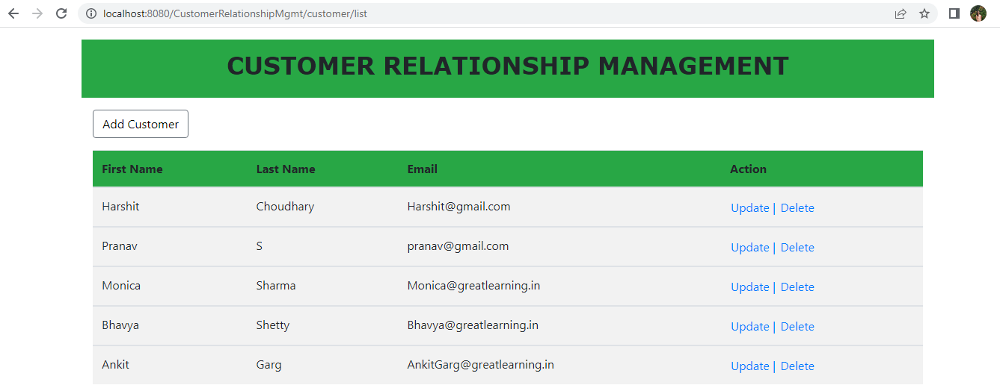 localhost:8080/CustomerRelationshipMgmt/customer/list
CUSTOMER RELATIONSHIP MANAGEMENT
Add Customer
First Name Last Name Email Action
Harshit Choudhary Harshit@gmail.com Update | Delete
Pranav S pranav@gmail.com Update | Delete
Monica Sharma Monica@greatlearning.in Update | Delete
Bhavya Shetty Bhavya@greatlearning.in Update | Delete
Ankit Garg AnkitGarg@greatlearning.in Update | Delete